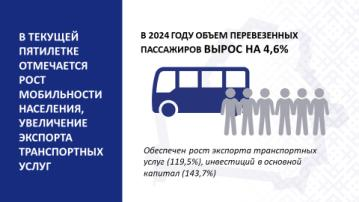 В ТЕКУЩЕЙ
ПЯТИЛЕТКЕ
ОТМЕЧАЕТСЯ
РОСТ
МОБИЛЬНОСТИ
НАСЕЛЕНИЯ,
УВЕЛИЧЕНИЕ
ЭКСПОРТА
ТРАНСПОРТНЫХ
УСЛУГ
В 2024 ГОДУ ОБЪЕМ ПЕРЕВЕЗЕННЫХ
ПАССАЖИРОВ ВЫРОС НА 4,6%
Обеспечен рост экспорта транспортных
услуг (119,5%), инвестиций в основной
капитал (143,7%)